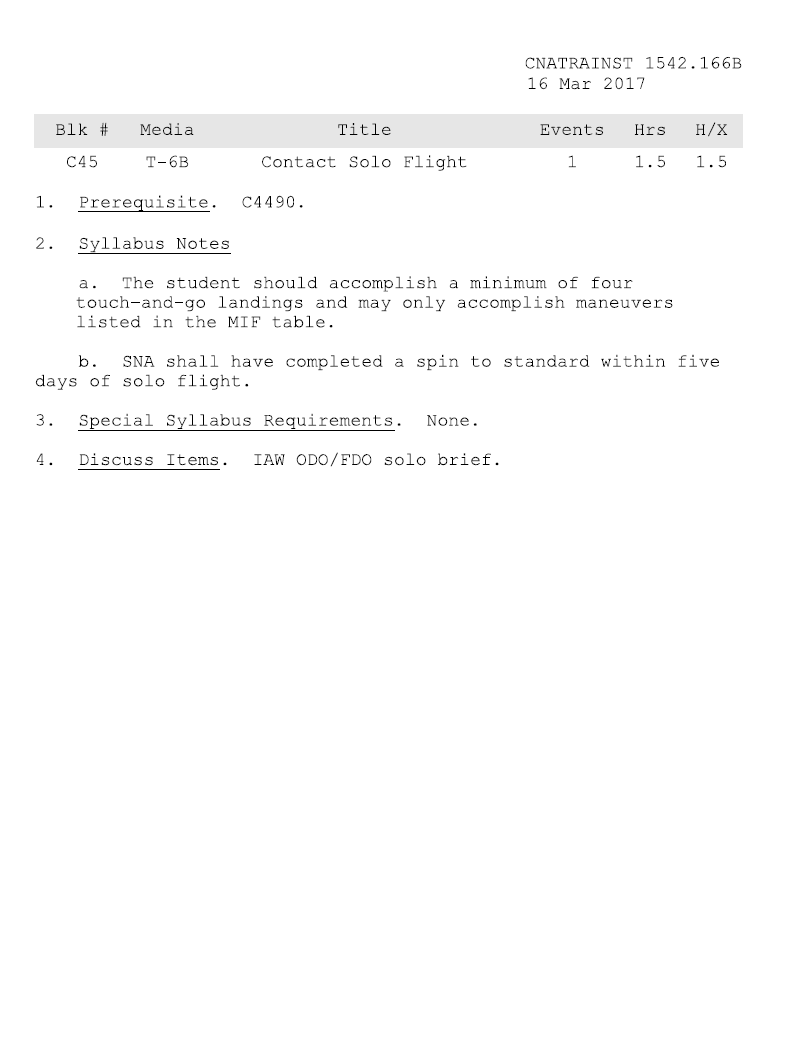 CNATRAINST 1542.166B
16 Mar 2017
Blk # Media Title Events Hrs H/X
C45 T-6B Contact Solo Flight 1 1.5 1.5
1. Prerequisite. C4490.
2. Syllabus Notes
a. The student should accomplish a minimum of four
touch-and-go landings and may only accomplish maneuvers
listed in the MIF table.
b. SNA shall have completed a spin to standard within five
days of solo flight.
3. Special Syllabus Requirements. None.
4. Discuss Items. IAW ODO/FDO solo brief.